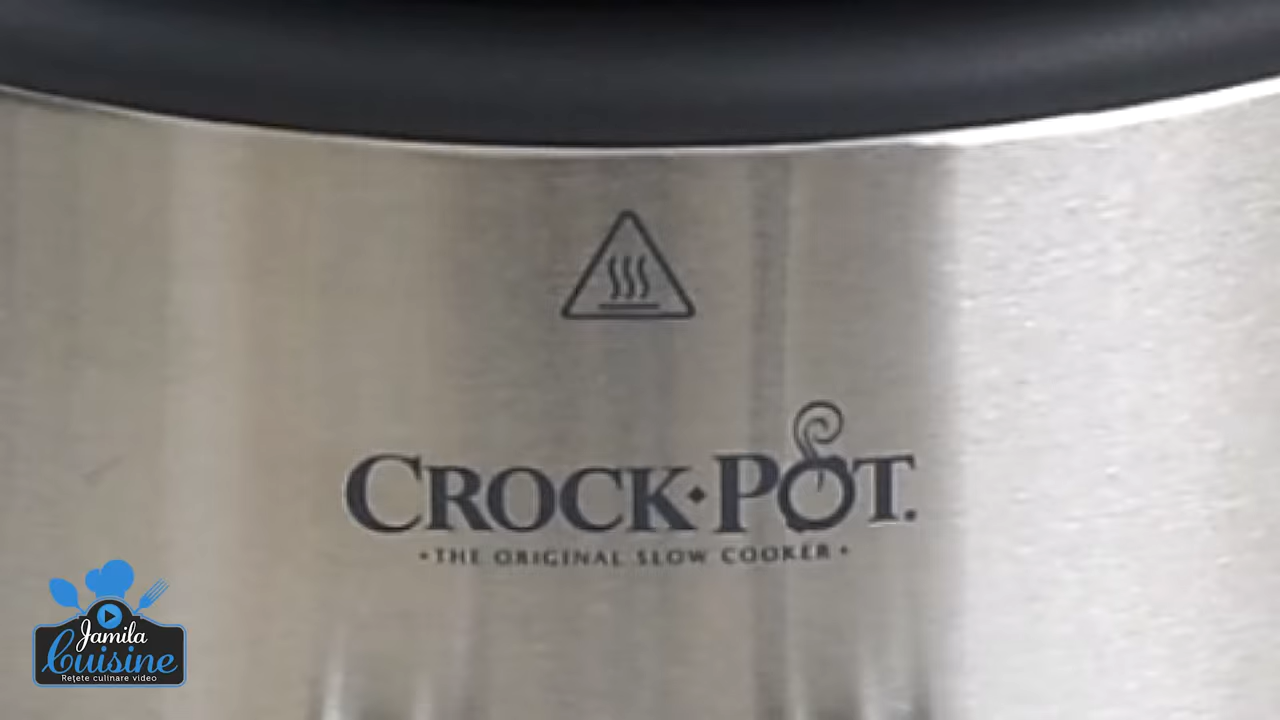 CROCK·POT.
• THE ORIGINAL SLOW COOKER •
Jamila
Cuisine
Rețete culinare video